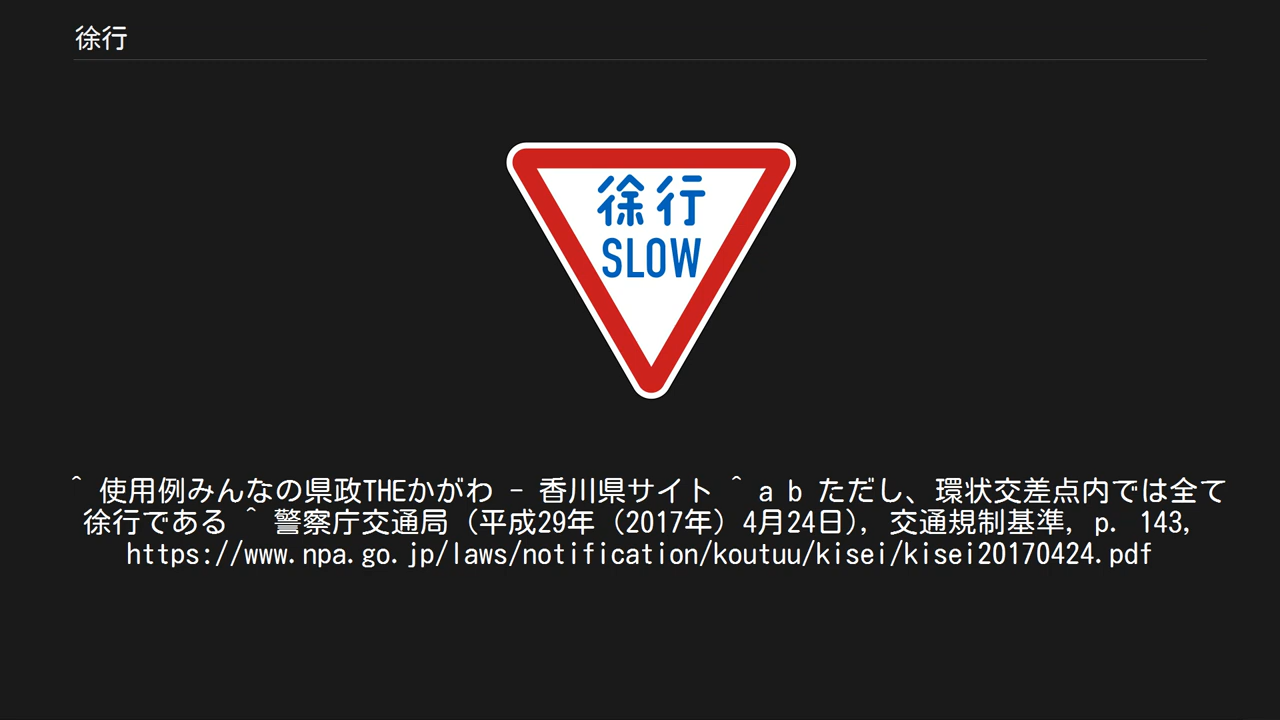 徐行
徐行
SLOW
^ 使用例みんなの県政THEかがわ - 香川県サイト ^ a b ただし、環状交差点内では全て
徐行である ^ 警察庁交通局 (平成29年（2017年）4月24日), 交通規制基準, p. 143,
https://www.npa.go.jp/laws/notification/koutuu/kisei/kisei20170424.pdf